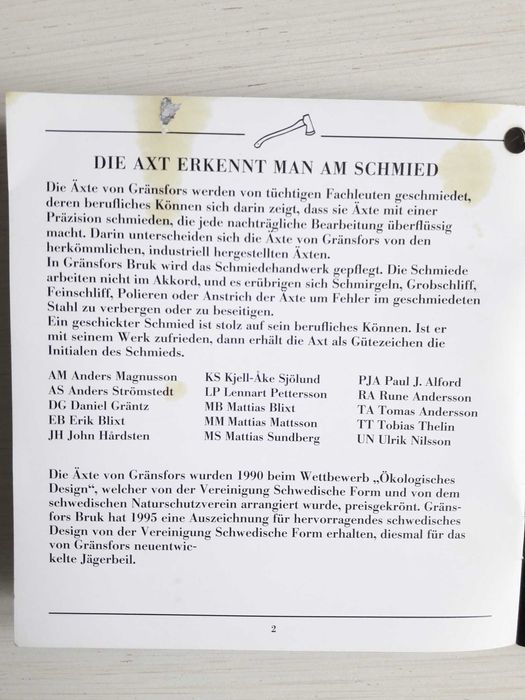 DIE AXT ERKENNT MAN AM SCHMIED
Die Äxte von Gränsfors werden von tüchtigen Fachleuten geschmiedet,
deren berufliches Können sich darin zeigt, dass sie Äxte mit einer
Präzision schmieden, die jede nachträgliche Bearbeitung überflüssig
macht. Darin unterscheiden sich die Äxte von Gränsfors von den
herkömmlichen, industriell hergestellten Äxten.
In Gränsfors Bruk wird das Schmiedehandwerk gepflegt. Die Schmiede
arbeiten nicht im Akkord, und es erübrigen sich Schmirgeln, Grobschliff,
Feinschliff, Polieren oder Anstrich der Äxte um Fehler im geschmiedeten
Stahl zu verbergen oder zu beseitigen.
Ein geschickter Schmied ist stolz auf sein berufliches Können. Ist er
mit seinem Werk zufrieden, dann erhält die Axt als Gütezeichen die
Initialen des Schmieds.
AM Anders Magnusson
AS Anders Strömstedt
DG Daniel Gräntz
EB Erik Blixt
JH John Hårdsten
KS Kjell-Åke Sjölund
LP Lennart Pettersson
MB Mattias Blixt
MM Mattias Mattsson
MS Mattias Sundberg
PJA Paul J. Alford
RA Rune Andersson
TA Tomas Andersson
TT Tobias Thelin
UN Ulrik Nilsson
Die Äxte von Gränsfors wurden 1990 beim Wettbewerb „Ökologisches
Design“, welcher von der Vereinigung Schwedische Form und von dem
schwedischen Naturschutzverein arrangiert wurde, preisgekrönt. Gräns-
fors Bruk hat 1995 eine Auszeichnung für hervorragendes schwedisches
Design von der Vereinigung Schwedische Form erhalten, diesmal für das
von Gränsfors neuentwic-
kelte Jägerbeil.
2